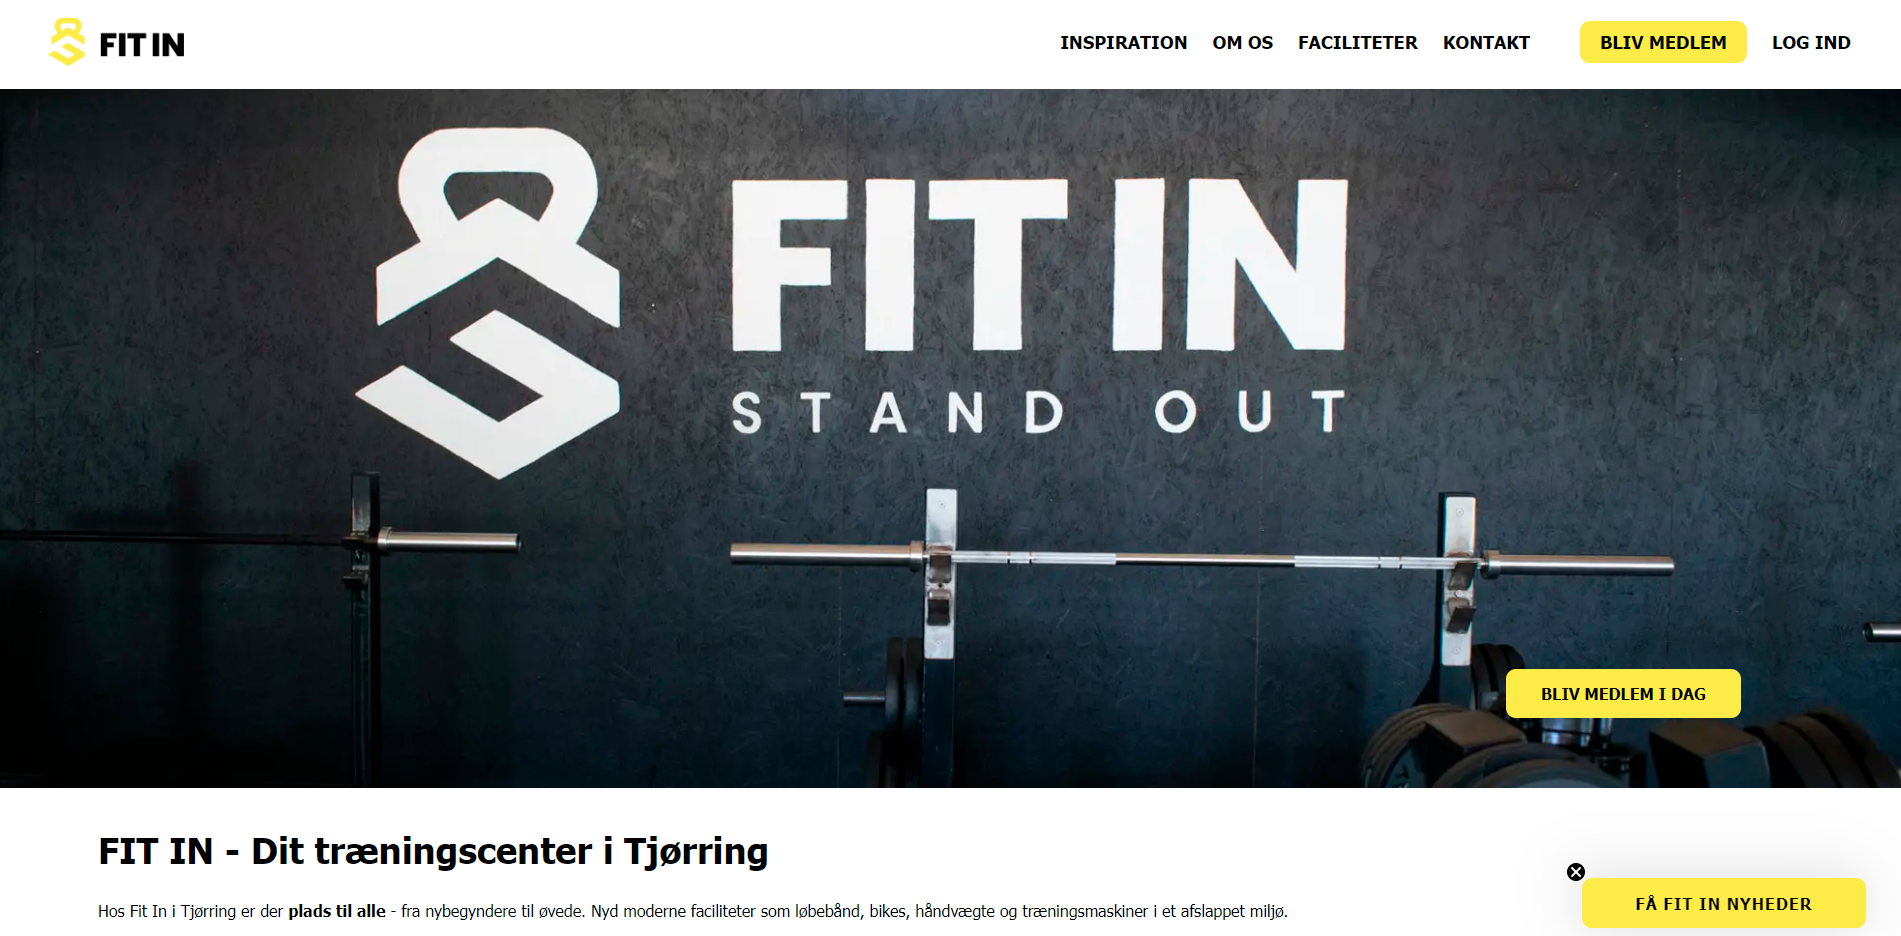 FIT IN
INSPIRATION OM OS FACILITETER KONTAKT BLIV MEDLEM LOG IND
FIT IN
STAND OUT
BLIV MEDLEM I DAG
FIT IN - Dit træningscenter i Tjørring
Hos Fit In i Tjørring er der plads til alle - fra nybegyndere til øvede. Nyd moderne faciliteter som løbebånd, bikes, håndvægte og træningsmaskiner i et afslappet miljø.
FÅ FIT IN NYHEDER